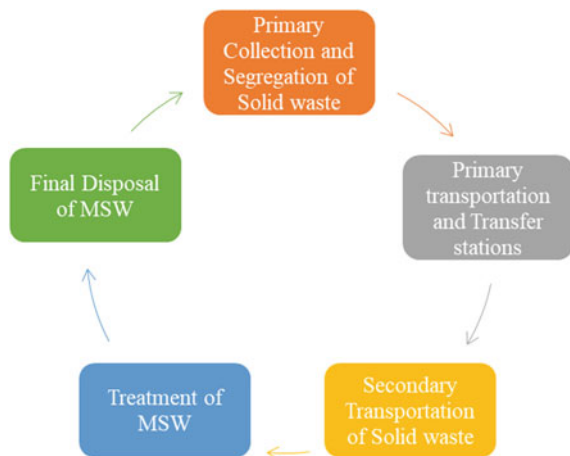 Primary
Collection and
Segregation of
Solid waste
Primary
transportation
and Transfer
stations
Secondary
Transportation
of Solid waste
Treatment of
MSW
Final Disposal
of MSW